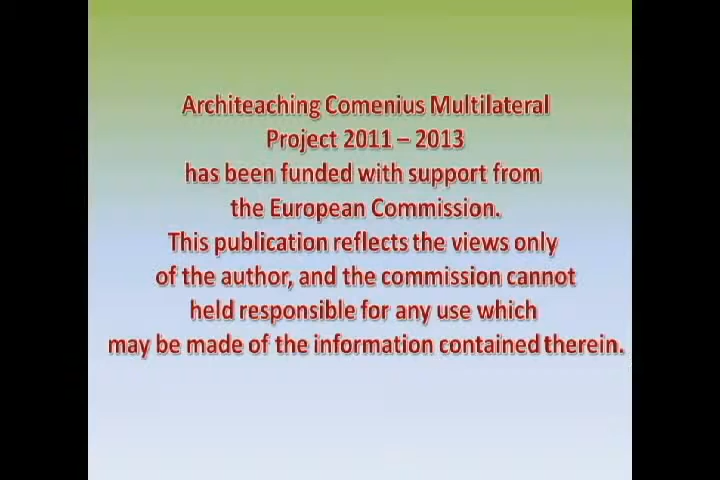 Architeaching Comenius Multilateral
Project 2011 – 2013
has been funded with support from
the European Commission.
This publication reflects the views only
of the author, and the commission cannot
held responsible for any use which
may be made of the information contained therein.